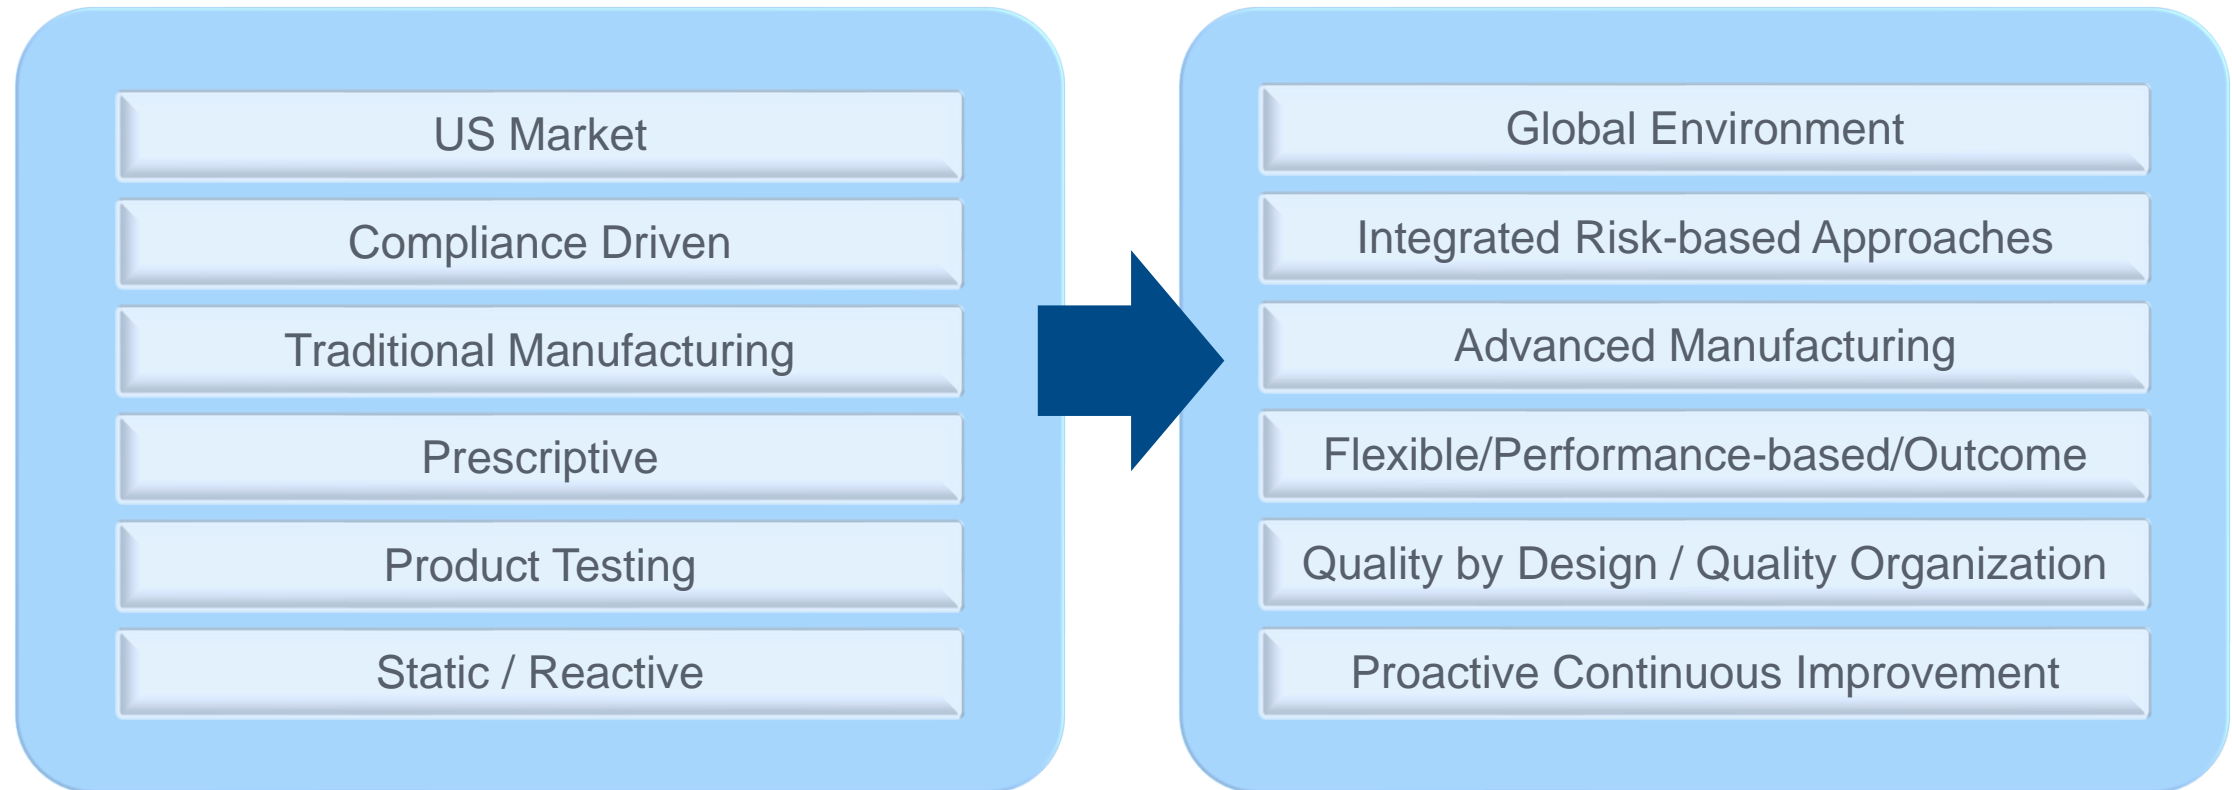 US Market
Compliance Driven
Traditional Manufacturing
Prescriptive
Product Testing
Static / Reactive
Global Environment
Integrated Risk-based Approaches
Advanced Manufacturing
Flexible/Performance-based/Outcome
Quality by Design / Quality Organization
Proactive Continuous Improvement